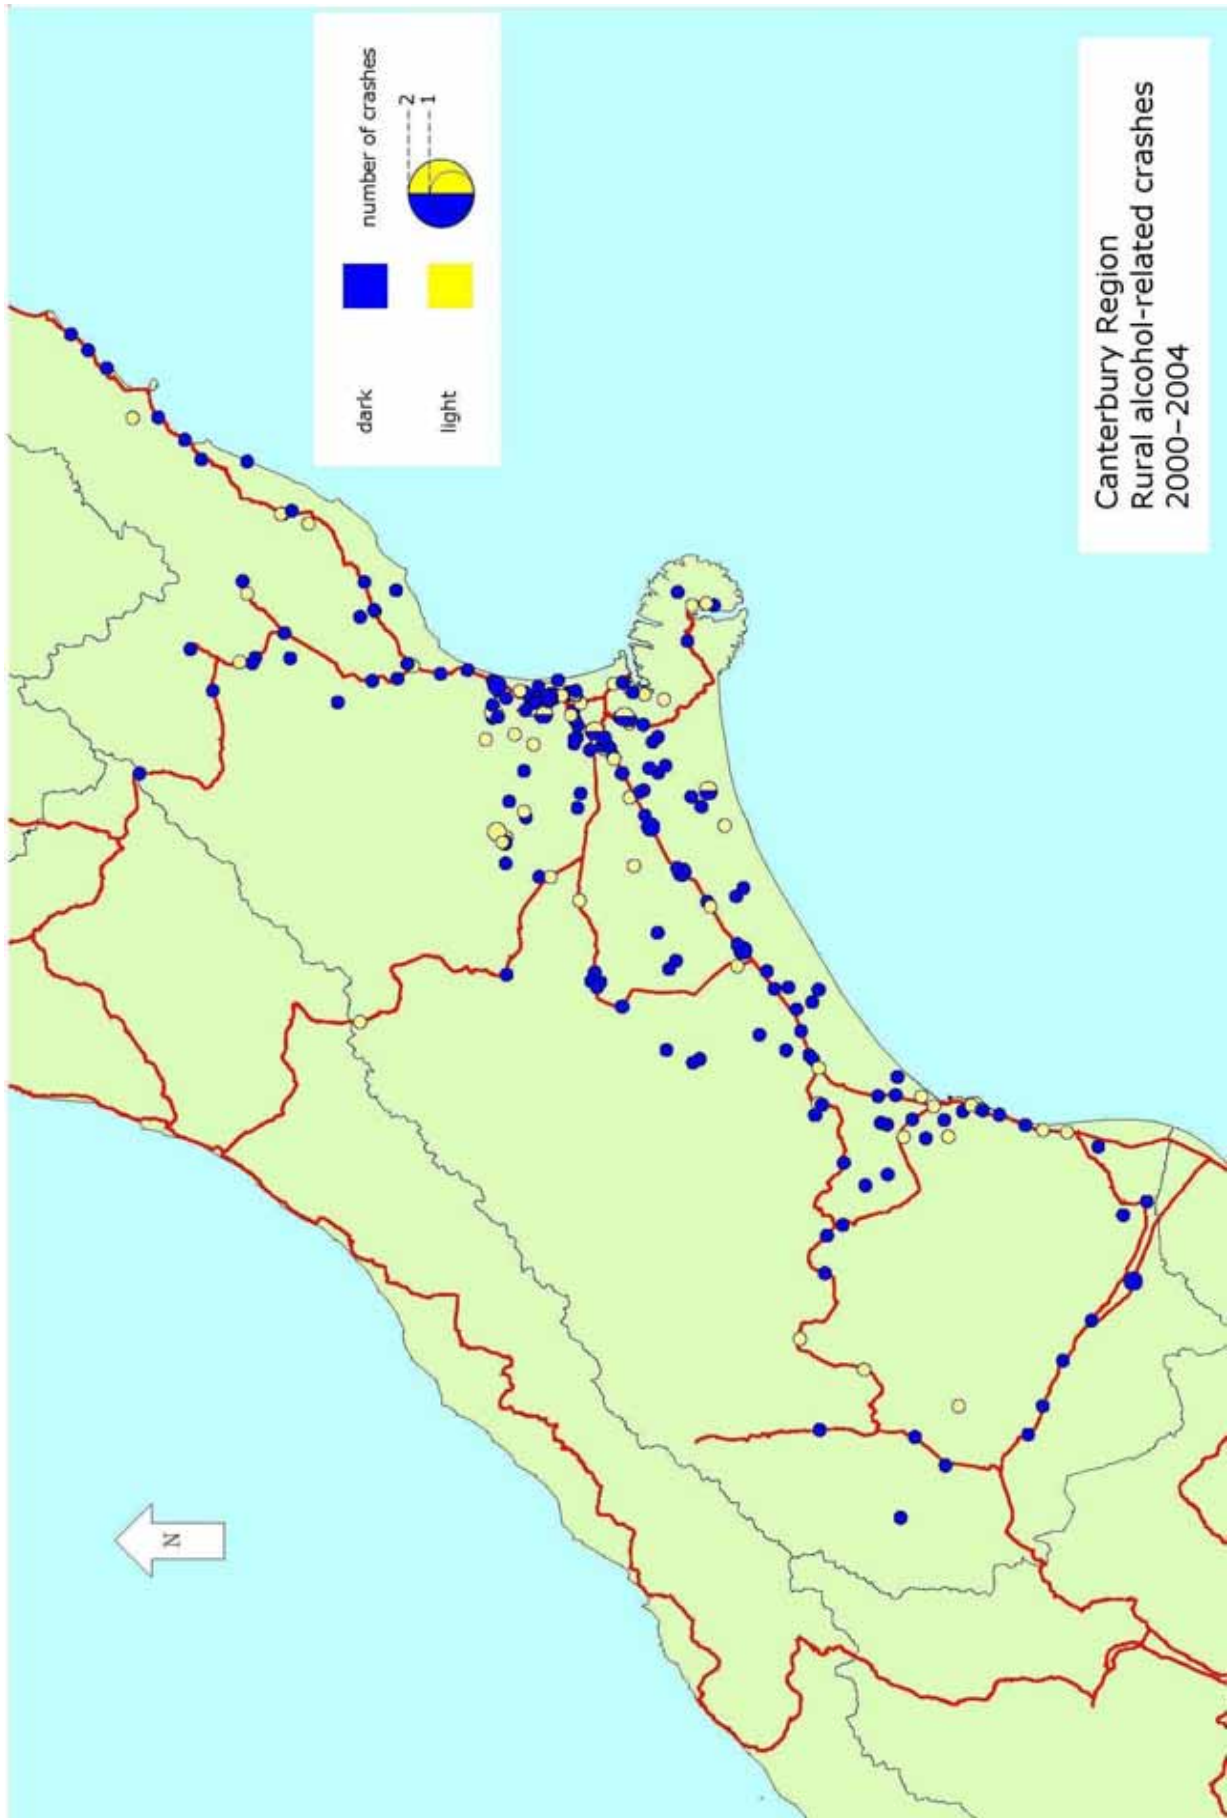 number of crashes
2
1
dark
light
N
Canterbury Region
Rural alcohol-related crashes
2000–2004